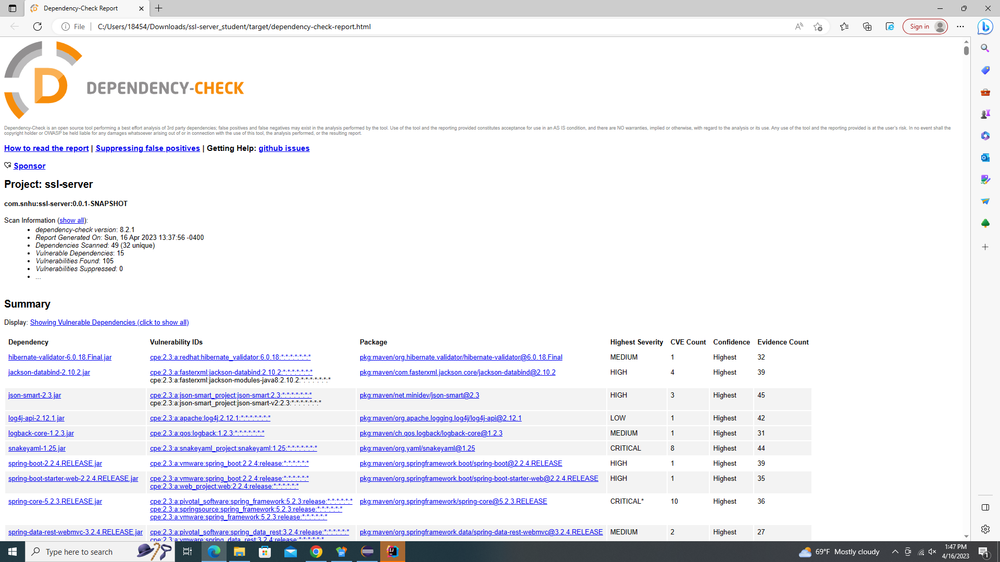 Dependency-Check Report
File
C:/Users/18454/Downloads/ssl-server_student/target/dependency-check-report.html
Sign in
DEPENDENCY-CHECK
Dependency-Check is an open source tool performing a best effort analysis of 3rd party dependencies; false positives and false negatives may exist in the analysis performed by the tool. Use of the tool and the reporting provided constitutes acceptance for use in an AS IS condition, and there are NO warranties, implied or otherwise, with regard to the analysis or its use. Any use of the tool and the reporting provided is at the user's risk. In no event shall the
copyright holder or OWASP be held liable for any damages whatsoever arising out of or in connection with the use of this tool, the analysis performed, or the resulting report.
How to read the report | Suppressing false positives | Getting Help: github issues
Sponsor
Project: ssl-server
com.snhu:ssl-server:0.0.1-SNAPSHOT
Scan Information (show all):
• dependency-check version: 8.2.1
• Report Generated On: Sun, 16 Apr 2023 13:37:56 -0400
• Dependencies Scanned: 49 (32 unique)
• Vulnerable Dependencies: 15
• Vulnerabilities Found: 105
• Vulnerabilities Suppressed: 0
• ...
Summary
Display: Showing Vulnerable Dependencies (click to show all)
Dependency Vulnerability IDs Package Highest Severity CVE Count Confidence Evidence Count
hibernate-validator-6.0.18.Final.jar cpe:2.3:a:redhat:hibernate_validator:6.0.18:*:*:*:*:*:*:* pkg:maven/org.hibernate.validator/hibernate-validator@6.0.18.Final MEDIUM 1 Highest 32
jackson-databind-2.10.2.jar cpe:2.3:a:fasterxml:jackson-databind:2.10.2:*:*:*:*:*:*:* pkg:maven/com.fasterxml.jackson.core/jackson-databind@2.10.2 HIGH 4 Highest 39
cpe:2.3:a:fasterxml:jackson-modules-java8:2.10.2:*:*:*:*:*:*:*
json-smart-2.3.jar cpe:2.3:a:json-smart_project:json-smart:2.3:*:*:*:*:*:*:* pkg:maven/net.minidev/json-smart@2.3 HIGH 3 Highest 45
cpe:2.3:a:json-smart_project:json-smart-v2:2.3:*:*:*:*:*:*:*
log4j-api-2.12.1.jar cpe:2.3:a:apache:log4j:2.12.1:*:*:*:*:*:*:* pkg:maven/org.apache.logging.log4j/log4j-api@2.12.1 LOW 1 Highest 42
logback-core-1.2.3.jar cpe:2.3:a:qos:logback:1.2.3:*:*:*:*:*:*:* pkg:maven/ch.qos.logback/logback-core@1.2.3 MEDIUM 1 Highest 31
snakeyaml-1.25.jar cpe:2.3:a:snakeyaml_project:snakeyaml:1.25:*:*:*:*:*:*:* pkg:maven/org.yaml/snakeyaml@1.25 CRITICAL 8 Highest 44
spring-boot-2.2.4.RELEASE.jar cpe:2.3:a:vmware:spring_boot:2.2.4:release:*:*:*:*:*:* pkg:maven/org.springframework.boot/spring-boot@2.2.4.RELEASE HIGH 1 Highest 39
spring-boot-starter-web-2.2.4.RELEASE.jar cpe:2.3:a:vmware:spring_boot:2.2.4:release:*:*:*:*:*:* pkg:maven/org.springframework.boot/spring-boot-starter-web@2.2.4.RELEASE HIGH 1 Highest 35
cpe:2.3:a:web_project:web:2.2.4:release:*:*:*:*:*:*
spring-core-5.2.3.RELEASE.jar cpe:2.3:a:pivotal_software:spring_framework:5.2.3:release:*:*:*:*:*:* pkg:maven/org.springframework/spring-core@5.2.3.RELEASE CRITICAL* 10 Highest 36
cpe:2.3:a:springsource:spring_framework:5.2.3:release:*:*:*:*:*:*
cpe:2.3:a:vmware:spring_framework:5.2.3:release:*:*:*:*:*:*
spring-data-rest-webmvc-3.2.4.RELEASE.jar cpe:2.3:a:pivotal_software:spring_data_rest:3.2.4:release:*:*:*:*:*:* pkg:maven/org.springframework.data/spring-data-rest-webmvc@3.2.4.RELEASE MEDIUM 2 Highest 27
cpe:2.3:a:vmware:spring_data_rest:3.2.4:release:*:*:*:*:*:*
Type here to search
69°F Mostly cloudy
1:47 PM
4/16/2023
1